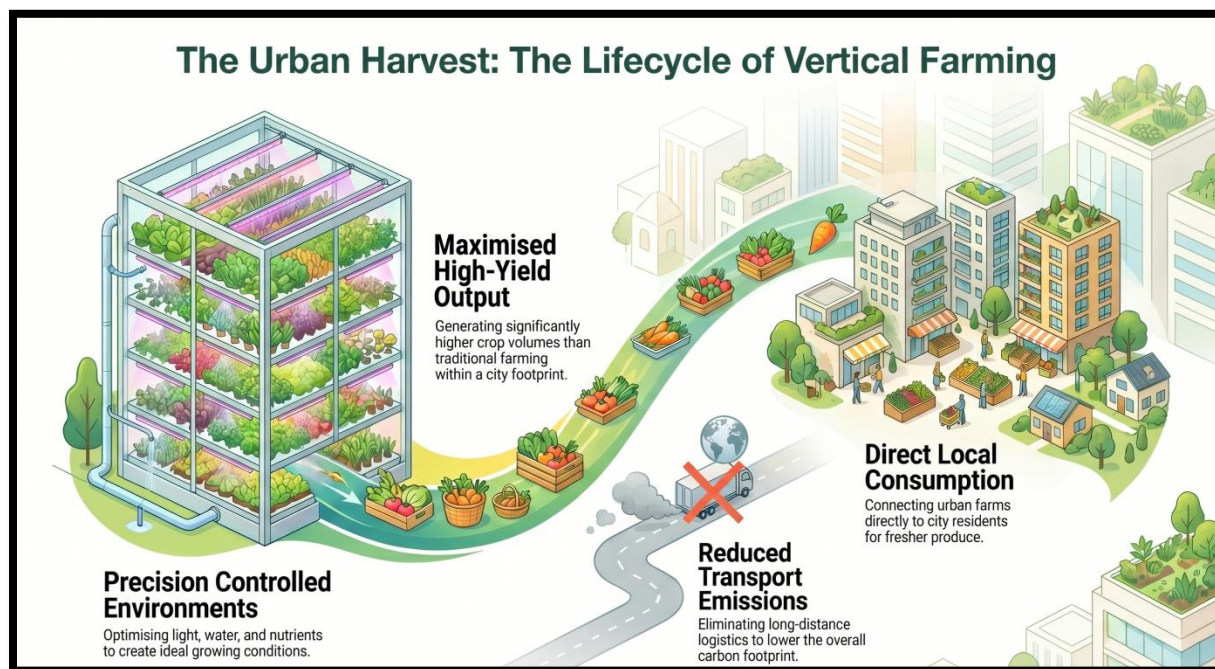 The Urban Harvest: The Lifecycle of Vertical Farming
Maximised
High-Yield
Output
Generating significantly
higher crop volumes than
traditional farming
within a city footprint.
Precision Controlled
Environments
Optimising light, water, and nutrients
to create ideal growing conditions.
Reduced
Transport
Emissions
Eliminating long-distance
logistics to lower the overall
carbon footprint.
Direct Local
Consumption
Connecting urban farms
directly to city residents
for fresher produce.